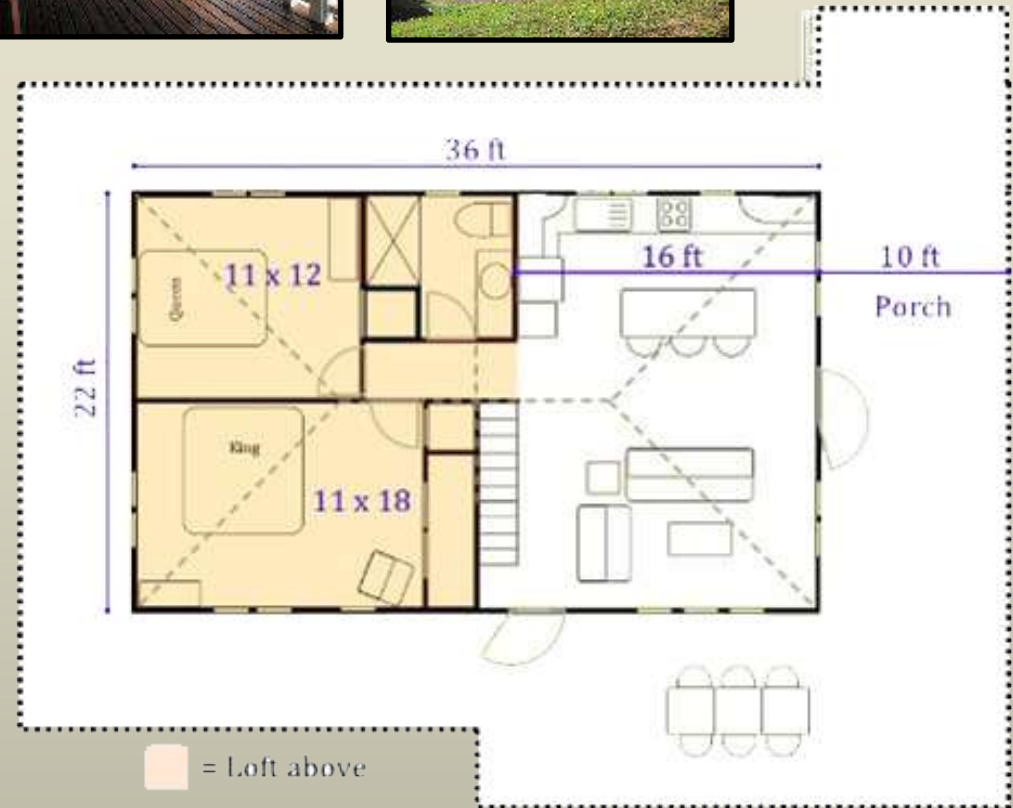 36 ft
11 x 12
Queen
16 ft
10 ft
Porch
22 ft
King
11 x 18
= Loft above